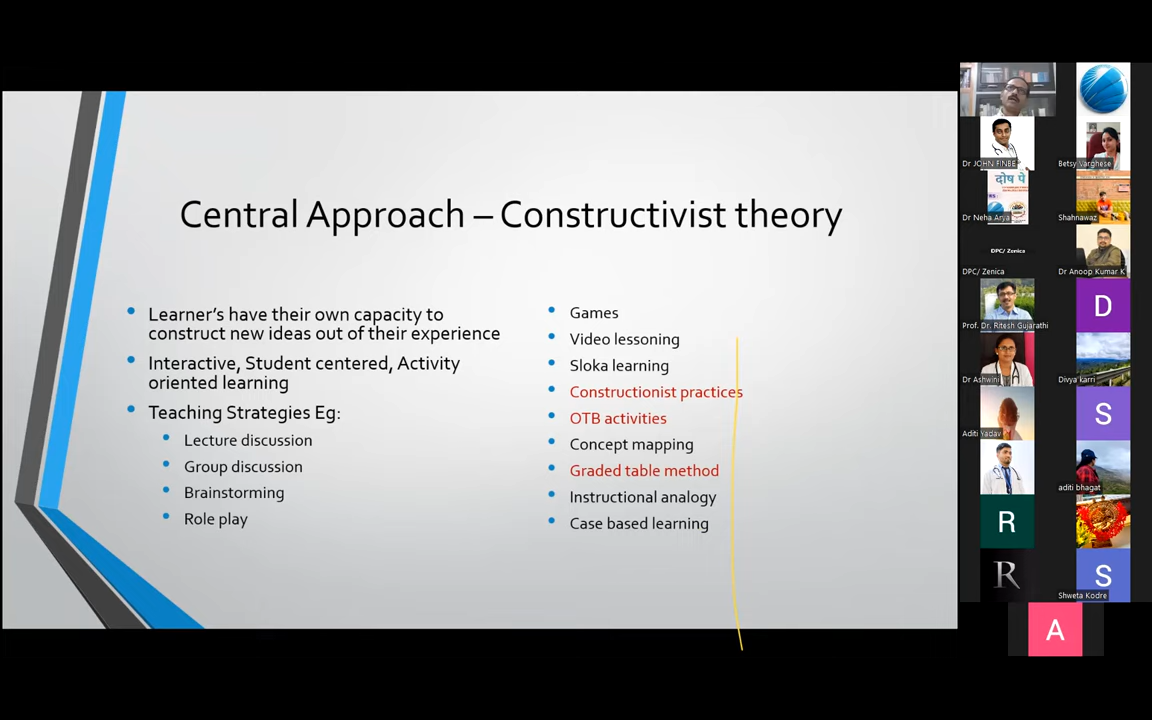 Central Approach – Constructivist theory
Learner's have their own capacity to
construct new ideas out of their experience
Interactive, Student centered, Activity
oriented learning
Teaching Strategies Eg:
Lecture discussion
Group discussion
Brainstorming
Role play
Games
Video lessoning
Sloka learning
Constructionist practices
OTB activities
Concept mapping
Graded table method
Instructional analogy
Case based learning
Dr JOHN FINBE
Betsy Varghese
दोष पे
Dr Neha Arya
Shahnawaz
DPC/ Zenica
DPC/ Zenica
Dr Anoop Kumar K
Prof. Dr. Ritesh Gujarathi
D
Dr Ashwini
Divya karri
Aditi Yadav
S
aditi bhagat
R
R
S
Shweta Kodre
A